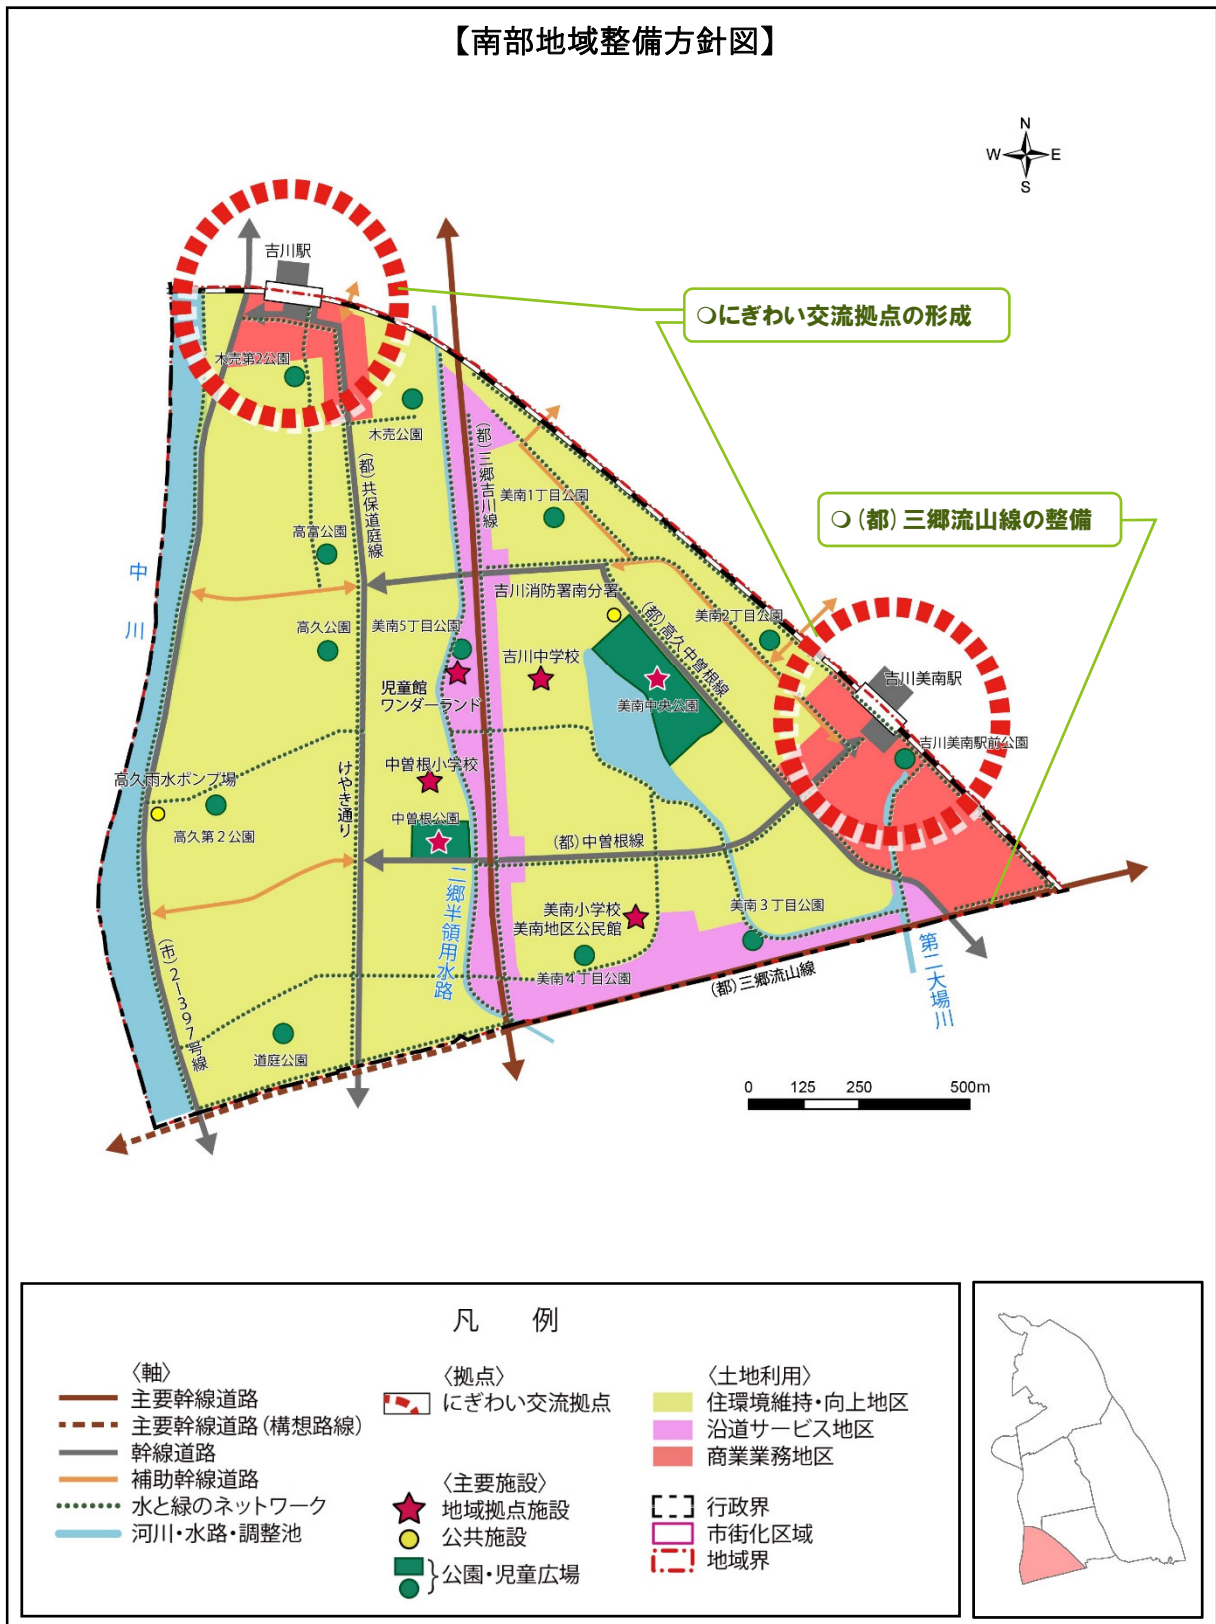 【南部地域整備方針図】
N
W
E
S
吉川駅
○にぎわい交流拠点の形成
木売第2公園
木売公園
(都)三郷吉川線
(都)共保道庭線
美南1丁目公園
○(都)三郷流山線の整備
高富公園
中川
吉川消防署南分署
(都)高久中曽根線
美南2丁目公園
高久公園
美南5丁目公園
吉川中学校
児童館
ワンダーランド
美南中央公園
吉川美南駅
吉川美南駅前公園
高久雨水ポンプ場
けやき通り
中曽根小学校
高久第2公園
中曽根公園
(都)中曽根線
二郷半領用水路
美南小学校
美南地区公民館
美南3丁目公園
美南4丁目公園
(都)三郷流山線
第二大場川
(市)2-397号線
道庭公園
0 125 250 500m
凡 例
〈軸〉
主要幹線道路
主要幹線道路(構想路線)
幹線道路
補助幹線道路
水と緑のネットワーク
河川・水路・調整池
〈拠点〉
にぎわい交流拠点
〈主要施設〉
地域拠点施設
公共施設
公園・児童広場
〈土地利用〉
住環境維持・向上地区
沿道サービス地区
商業業務地区
行政界
市街化区域
地域界